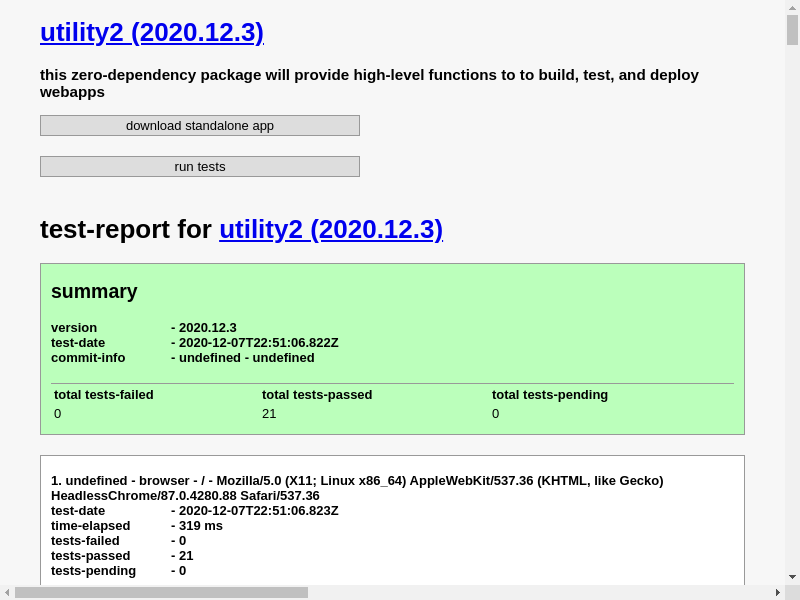 utility2 (2020.12.3)
this zero-dependency package will provide high-level functions to to build, test, and deploy
webapps
download standalone app
run tests
test-report for utility2 (2020.12.3)
summary
version - 2020.12.3
test-date - 2020-12-07T22:51:06.822Z
commit-info - undefined - undefined
total tests-failed total tests-passed total tests-pending
0 21 0
1. undefined - browser - / - Mozilla/5.0 (X11; Linux x86_64) AppleWebKit/537.36 (KHTML, like Gecko)
HeadlessChrome/87.0.4280.88 Safari/537.36
test-date - 2020-12-07T22:51:06.823Z
time-elapsed - 319 ms
tests-failed - 0
tests-passed - 21
tests-pending - 0